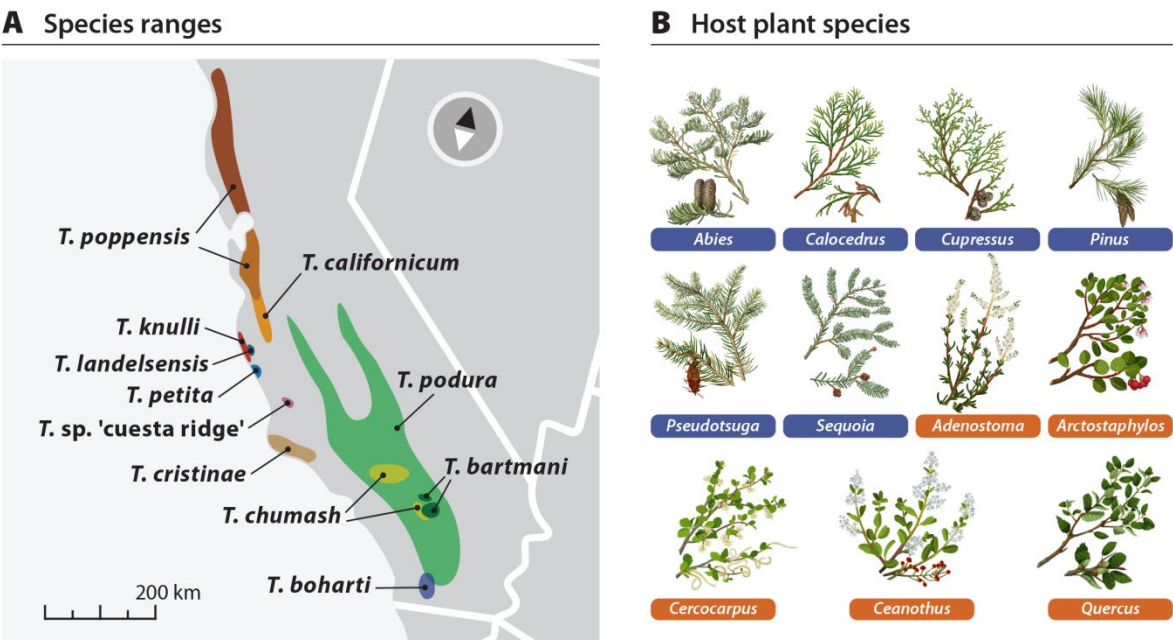 A Species ranges
T. poppensis
T. californicum
T. knulli
T. landelsensis
T. petita
T. podura
T. sp. 'cuesta ridge'
T. cristinae
T. bartmani
T. chumash
T. boharti
200 km
B Host plant species
Abies
Calocedrus
Cupressus
Pinus
Pseudotsuga
Sequoia
Adenostoma
Arctostaphylos
Cercocarpus
Ceanothus
Quercus